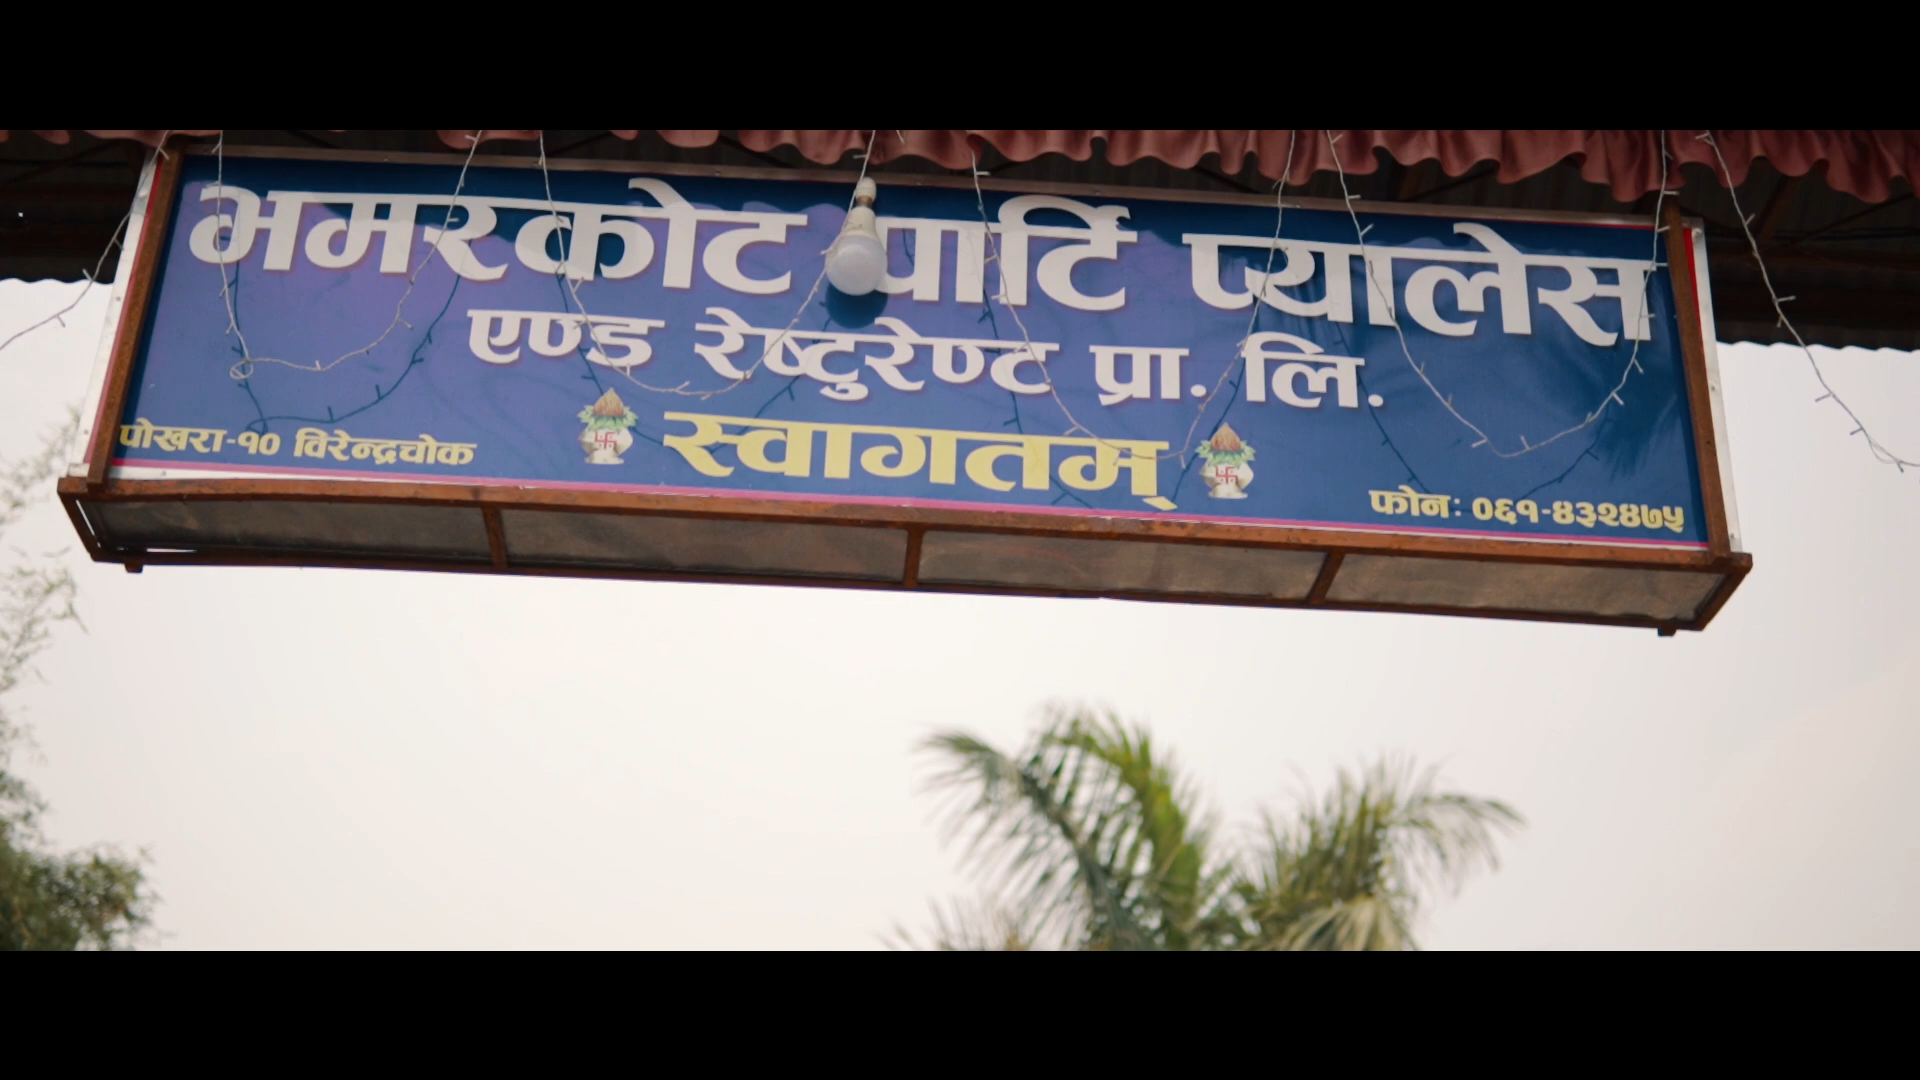 भमरकोट पार्टि प्यालेस
एण्ड रेष्टुरेण्ट प्रा. लि.
स्वागतम्
पोखरा-१० विरेन्द्रचोक
फोन: ०६१-४३२४७५